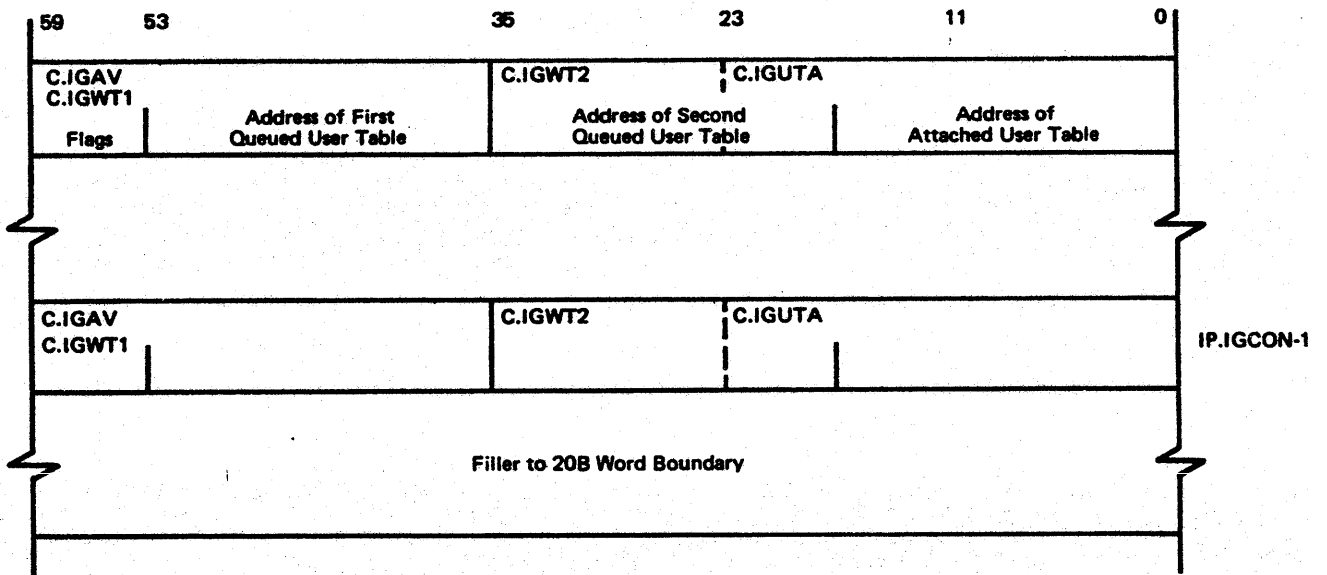 59 53 35 23 11 0
C.IGAV C.IGWT2 C.IGUTA
C.IGWT1
Address of First Address of Second Address of
Flags Queued User Table Queued User Table Attached User Table
C.IGAV C.IGWT2 C.IGUTA
C.IGWT1 IP.IGCON-1
Filler to 20B Word Boundary